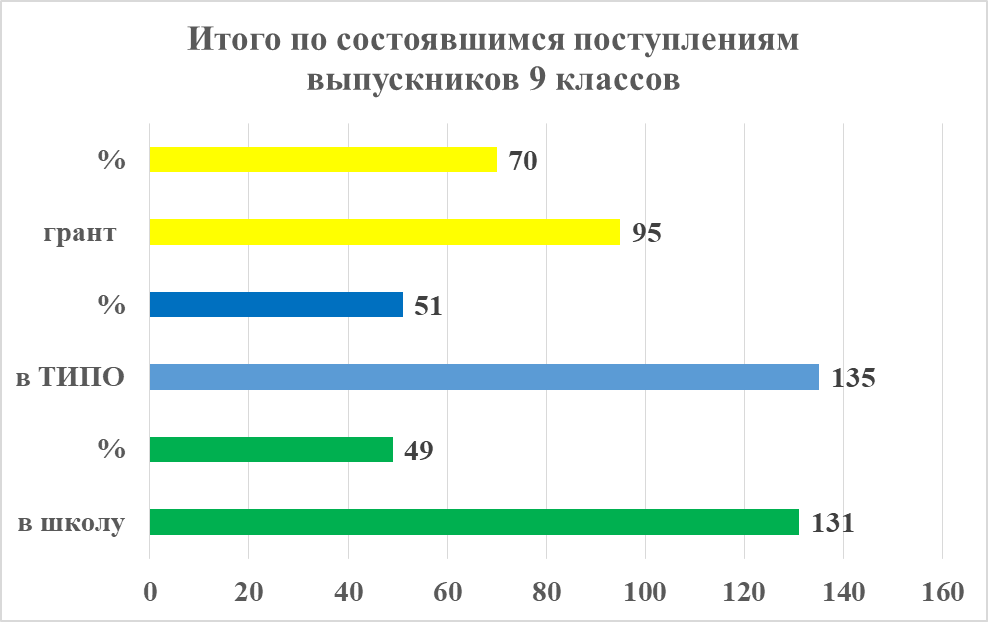 Итого по состоявшимся поступлениям
выпускников 9 классов
% 70
грант 95
% 51
в ТИПО 135
% 49
в школу 131
0 20 40 60 80 100 120 140 160